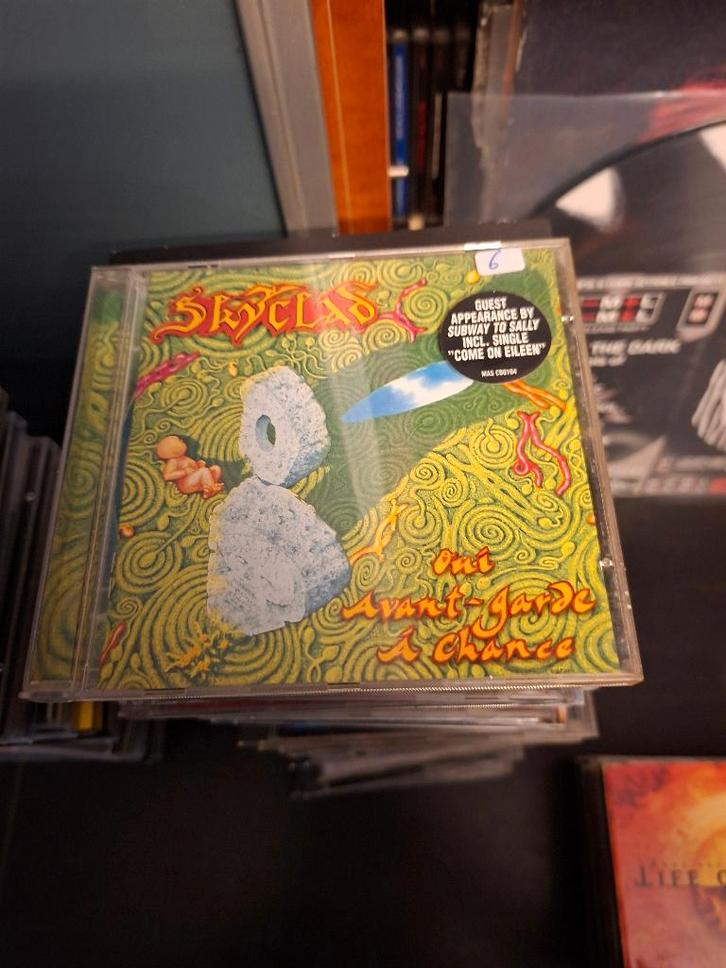 6
SKYCLAD
GUEST
APPEARANCE BY
SUBWAY TO SALLY
INCL. SINGLE
"COME ON EILEEN"
MAS CD0104
THE DARK
Oui
Avant-garde
Á Chance
LIFE